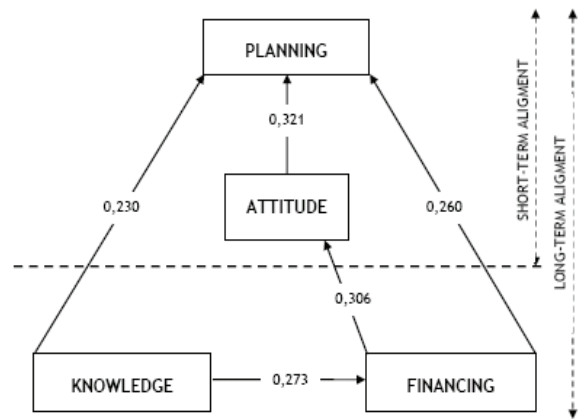 PLANNING
0,321
ATTITUDE
0,230
0,260
0,306
KNOWLEDGE
0,273
FINANCING
SHORT-TERM ALIGMENT
LONG-TERM ALIGMENT